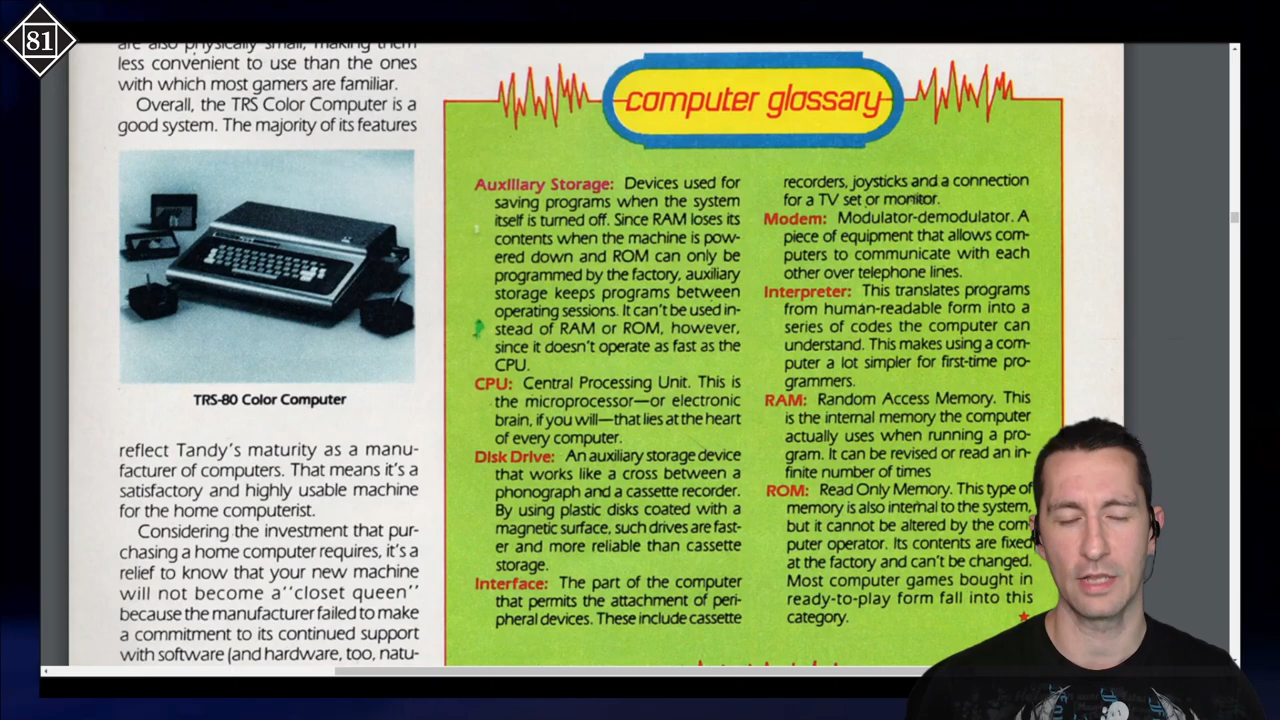 81
are also physically small, making them
less convenient to use than the ones
with which most gamers are familiar.
Overall, the TRS Color Computer is a
good system. The majority of its features
TRS-80 Color Computer
reflect Tandy's maturity as a manu-
facturer of computers. That means it's a
satisfactory and highly usable machine
for the home computerist.
Considering the investment that pur-
chasing a home computer requires, it's a
relief to know that your new machine
will not become a "closet queen"
because the manufacturer failed to make
a commitment to its continued support
with software (and hardware, too, natu-
computer glossary
Auxiliary Storage: Devices used for
saving programs when the system
itself is turned off. Since RAM loses its
contents when the machine is pow-
ered down and ROM can only be
programmed by the factory, auxiliary
storage keeps programs between
operating sessions. It can't be used in-
stead of RAM or ROM, however,
since it doesn't operate as fast as the
CPU.
CPU: Central Processing Unit. This is
the microprocessor—or electronic
brain, if you will—that lies at the heart
of every computer.
Disk Drive: An auxiliary storage device
that works like a cross between a
phonograph and a cassette recorder.
By using plastic disks coated with a
magnetic surface, such drives are fast-
er and more reliable than cassette
storage.
Interface: The part of the computer
that permits the attachment of peri-
pheral devices. These include cassette
recorders, joysticks and a connection
for a TV set or monitor.
Modem: Modulator-demodulator. A
piece of equipment that allows com-
puters to communicate with each
other over telephone lines.
Interpreter: This translates programs
from human-readable form into a
series of codes the computer can
understand. This makes using a com-
puter a lot simpler for first-time pro-
grammers.
RAM: Random Access Memory. This
is the internal memory the computer
actually uses when running a pro-
gram. It can be revised or read an in-
finite number of times
ROM: Read Only Memory. This type of
memory is also internal to the system,
but it cannot be altered by the com
puter operator. Its contents are fixed
at the factory and can't be changed.
Most computer games bought in
ready-to-play form fall into this
category.